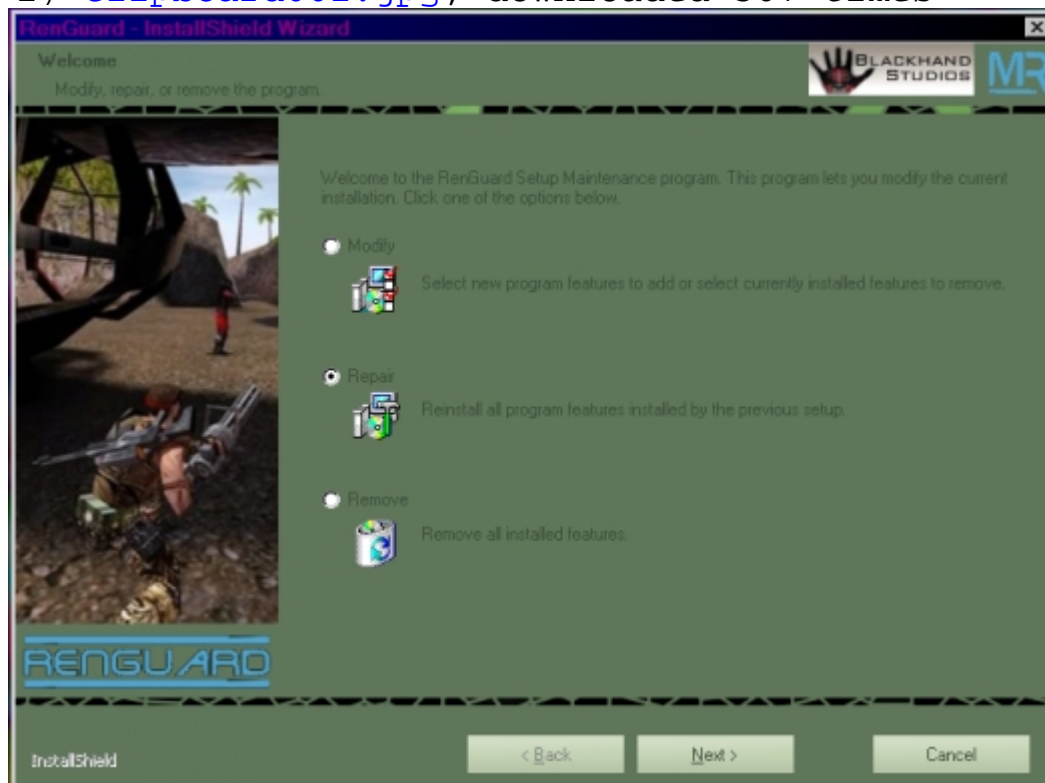 RenGuard - InstallShield Wizard
Welcome
Modify, repair, or remove the program.
BLACKHAND
STUDIOS
MR
Welcome to the RenGuard Setup Maintenance program. This program lets you modify the current
installation. Click one of the options below.
Modify
Select new program features to add or select currently installed features to remove.
Repair
Reinstall all program features installed by the previous setup.
Remove
Remove all installed features.
RENGUARD
InstallShield
< Back
Next >
Cancel